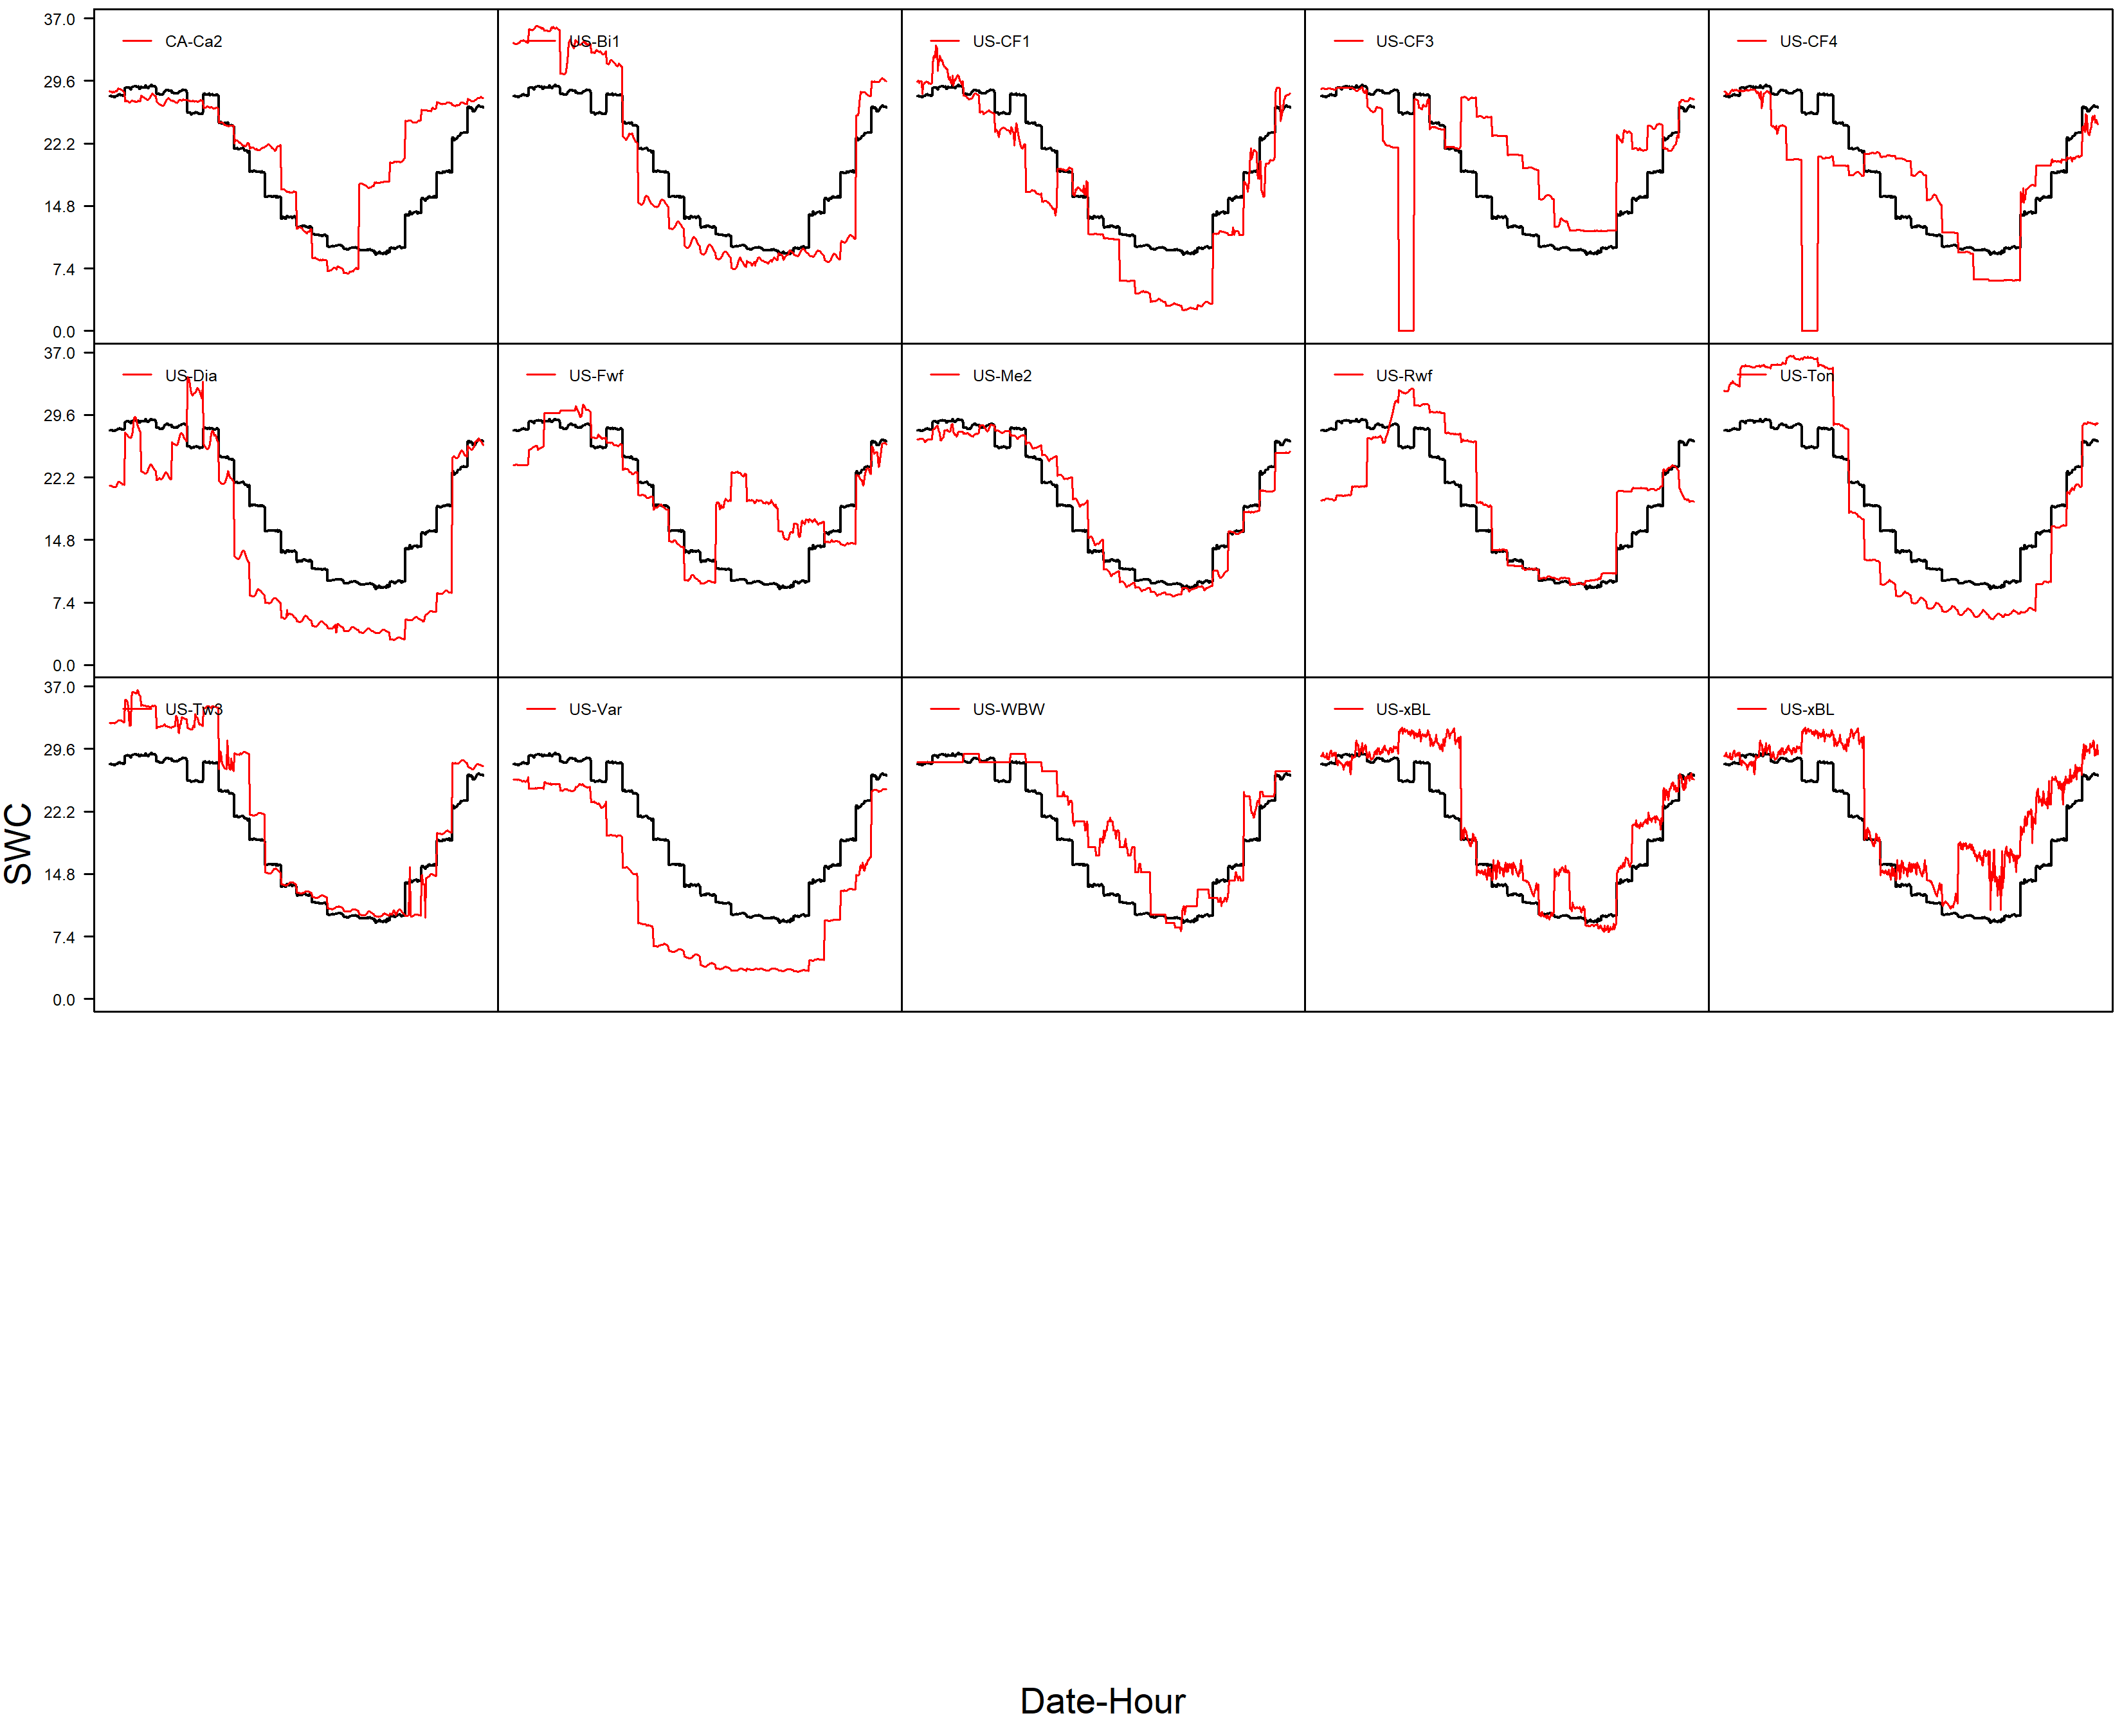 37.0
29.6
22.2
14.8
7.4
0.0
CA-Ca2
US-Bi1
US-CF1
US-CF3
US-CF4
37.0
29.6
22.2
14.8
7.4
0.0
US-Dia
US-Fwf
US-Me2
US-Rwf
US-Ton
37.0
29.6
22.2
14.8
7.4
0.0
US-Tw3
US-Var
US-WBW
US-xBL
US-xBL
SWC
Date-Hour